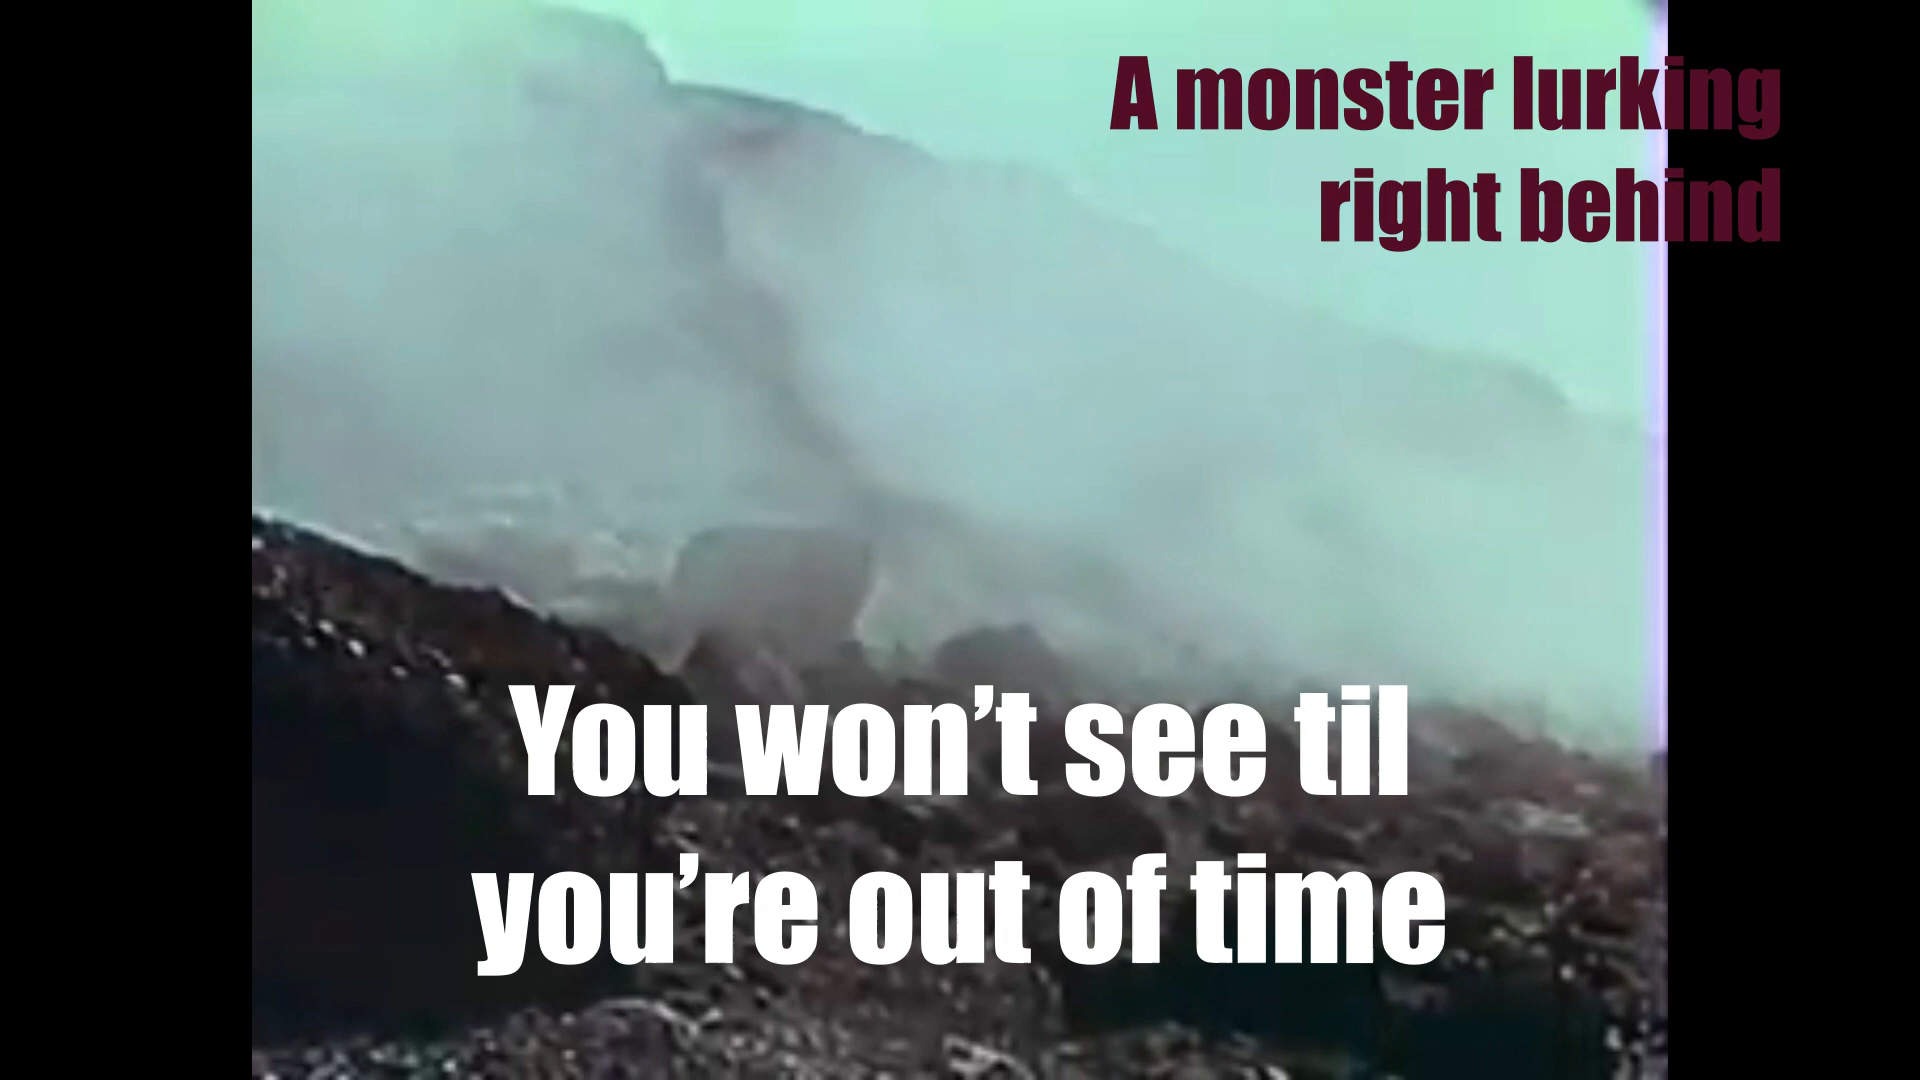 A monster lurking
right behind
You won’t see til
you’re out of time